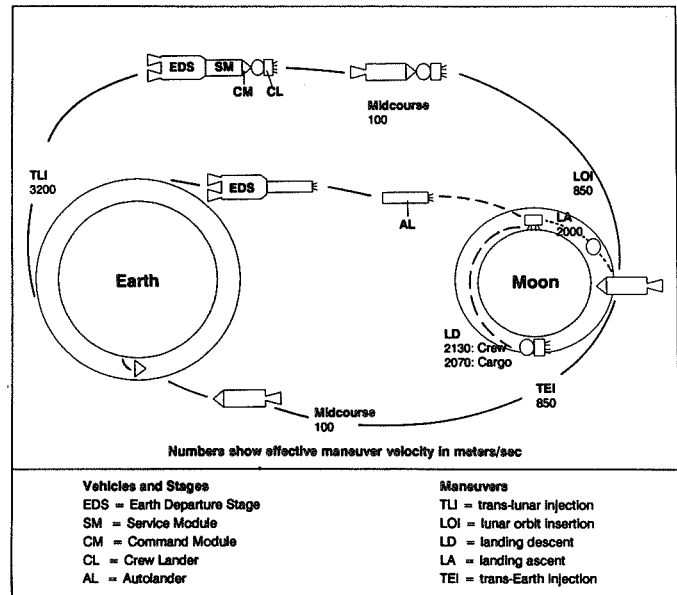 EDS SM
CM CL
Midcourse
100
TLI
3200
EDS
AL
LOI
850
LA
2000
Earth
Moon
LD
2130: Crew
2070: Cargo
TEI
850
Midcourse
100
Numbers show effective maneuver velocity in meters/sec
Vehicles and Stages
EDS = Earth Departure Stage
SM = Service Module
CM = Command Module
CL = Crew Lander
AL = Autolander
Maneuvers
TLI = trans-lunar injection
LOI = lunar orbit insertion
LD = landing descent
LA = landing ascent
TEI = trans-Earth injection